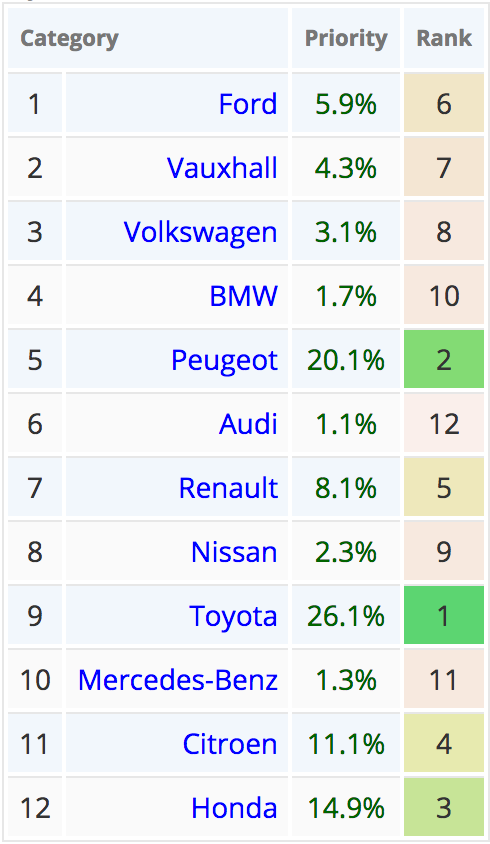 Category Priority Rank
1 Ford 5.9% 6
2 Vauxhall 4.3% 7
3 Volkswagen 3.1% 8
4 BMW 1.7% 10
5 Peugeot 20.1% 2
6 Audi 1.1% 12
7 Renault 8.1% 5
8 Nissan 2.3% 9
9 Toyota 26.1% 1
10 Mercedes-Benz 1.3% 11
11 Citroen 11.1% 4
12 Honda 14.9% 3